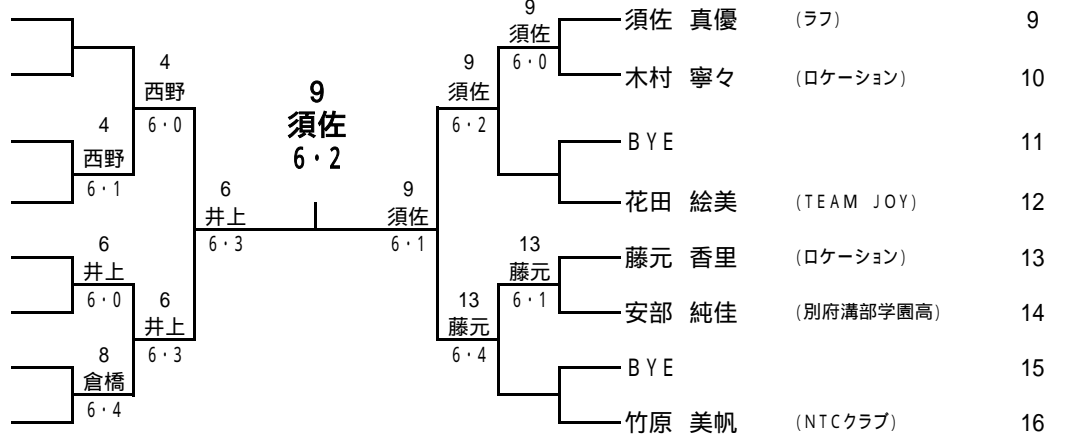 4
西野
6・1
6
井上
6・0
8
倉橋
6・4
4
西野
6・0
6
井上
6・3
6
井上
6・3
9
須佐
6・2
9
須佐
6・1
9
須佐
6・2
13
藤元
6・4
9
須佐
6・0
13
藤元
6・1
須佐 真優 (ラフ) 9
木村 寧々 (ロケーション) 10
BYE 11
花田 絵美 (TEAM JOY) 12
藤元 香里 (ロケーション) 13
安部 純佳 (別府溝部学園高) 14
BYE 15
竹原 美帆 (NTCクラブ) 16